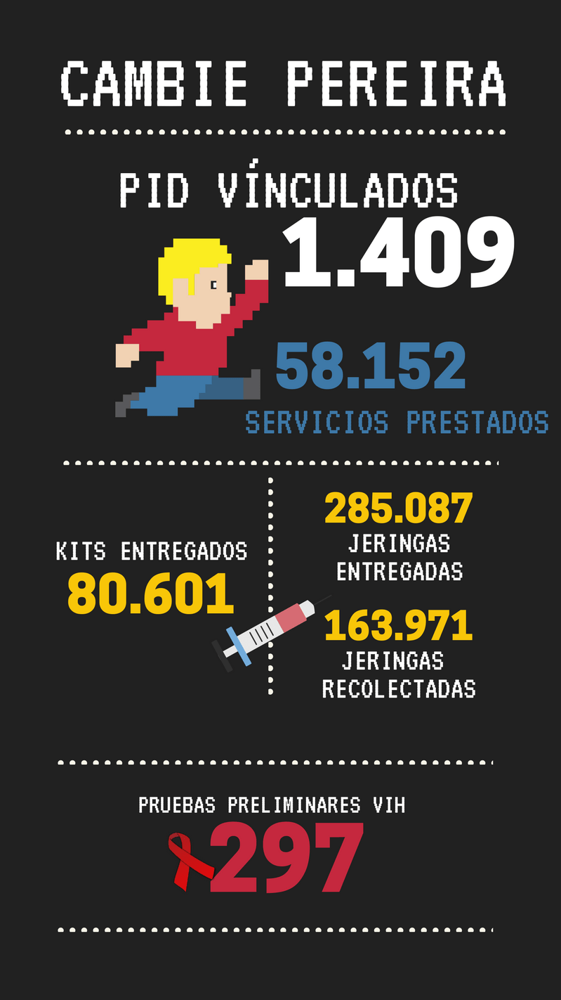 CAMBIE PEREIRA
PID VÍNCULADOS
1.409
58.152
SERVICIOS PRESTADOS
KITS ENTREGADOS
80.601
285.087
JERINGAS
ENTREGADAS
163.971
JERINGAS
RECOLECTADAS
PRUEBAS PRELIMINARES VIH
297